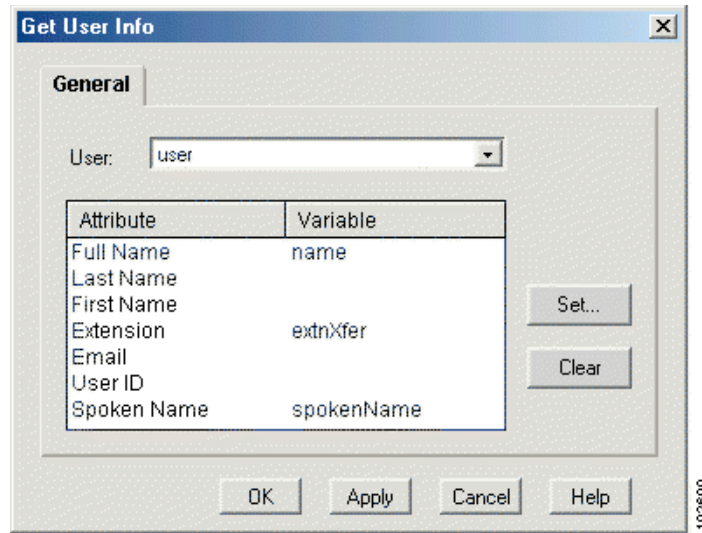 Get User Info
General
User: user
Attribute Variable
Full Name name
Last Name
First Name
Extension extnXfer
Email
User ID
Spoken Name spokenName
Set...
Clear
OK Apply Cancel Help